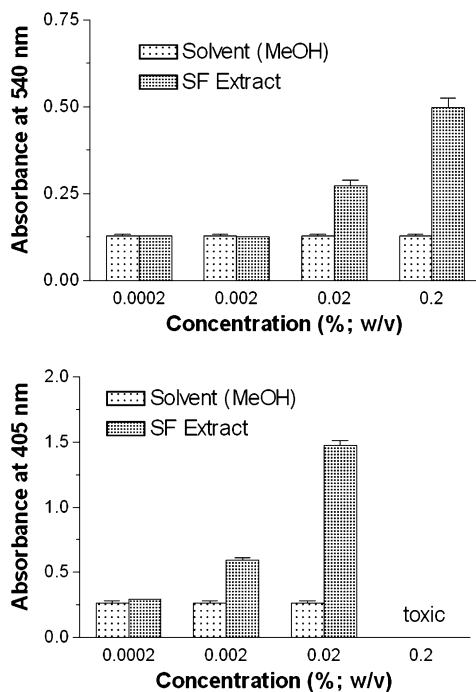 0.75
Solvent (MeOH)
SF Extract
0.50
0.25
0.00
Absorbance at 540 nm
0.0002 0.002 0.02 0.2
Concentration (%; w/v)
2.0
Solvent (MeOH)
SF Extract
1.5
1.0
0.5
0.0
Absorbance at 405 nm
toxic
0.0002 0.002 0.02 0.2
Concentration (%; w/v)